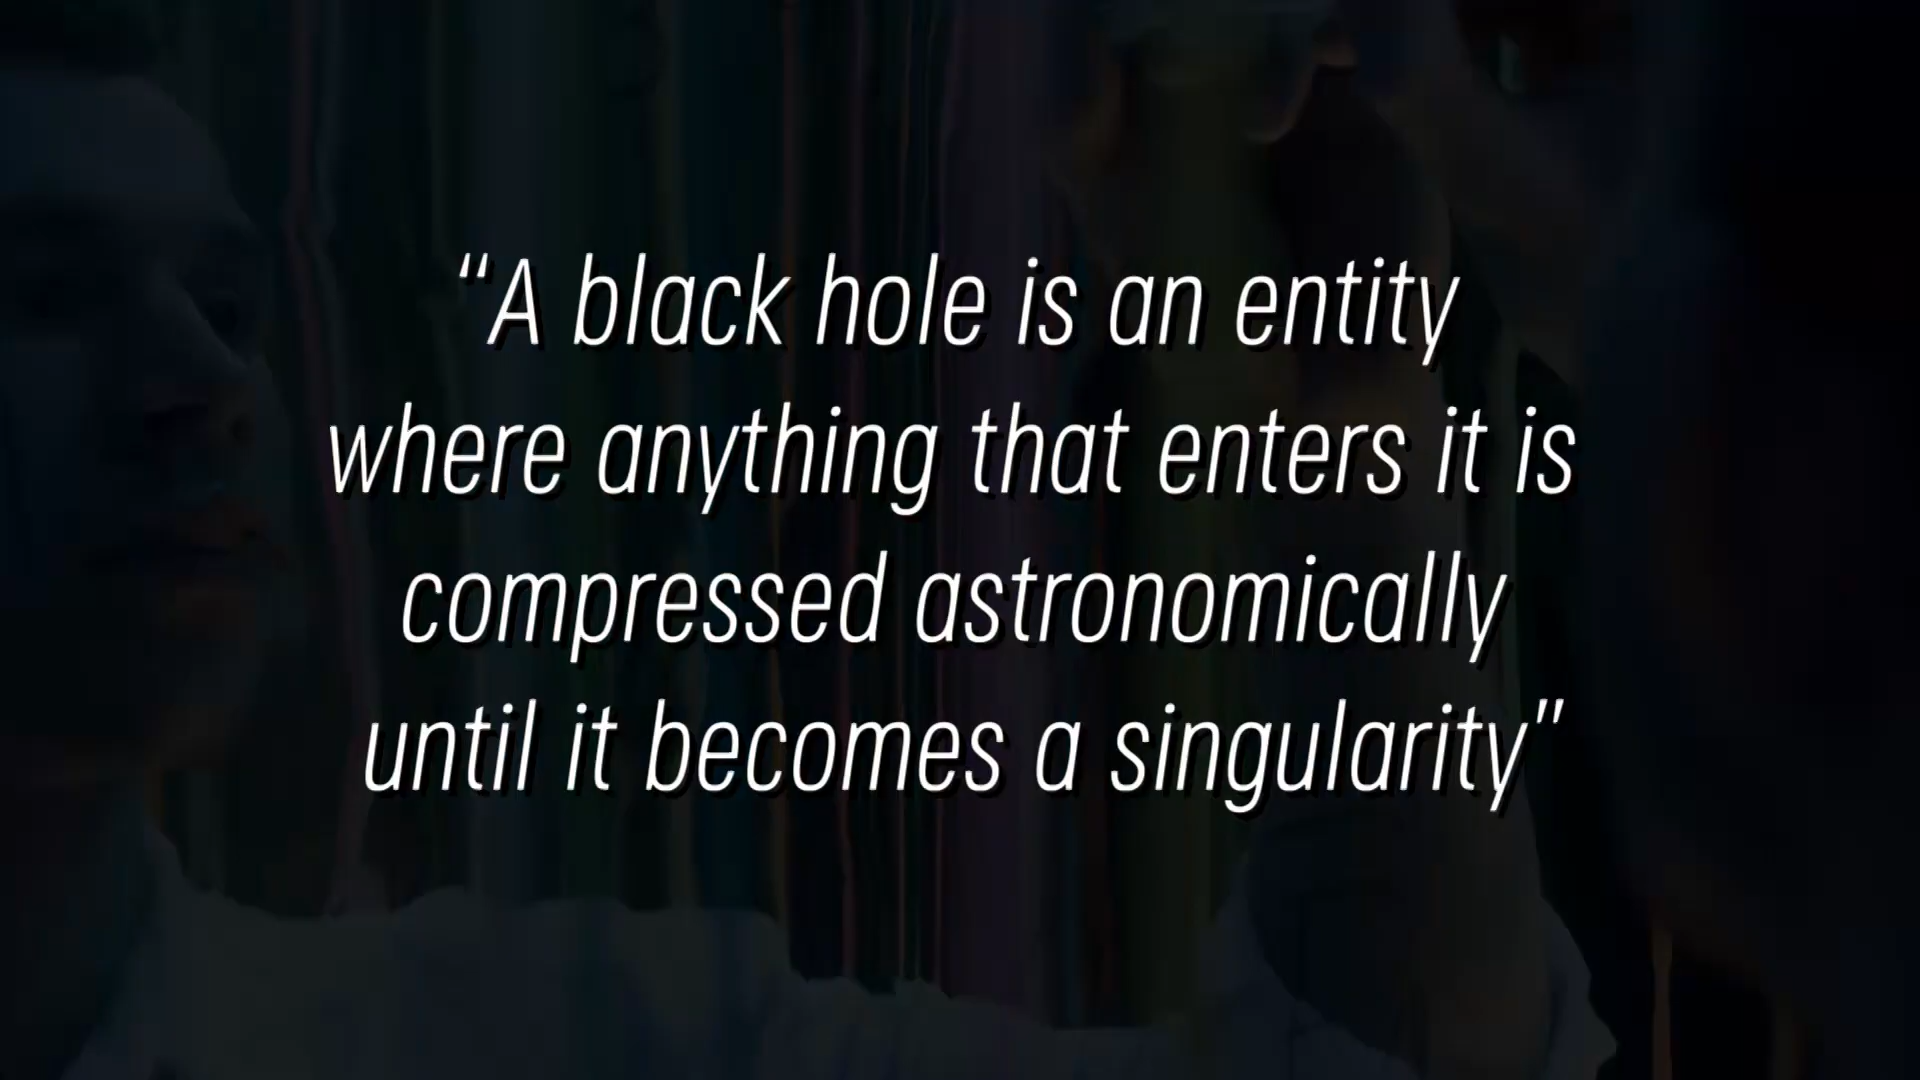 “A black hole is an entity
where anything that enters it is
compressed astronomically
until it becomes a singularity”